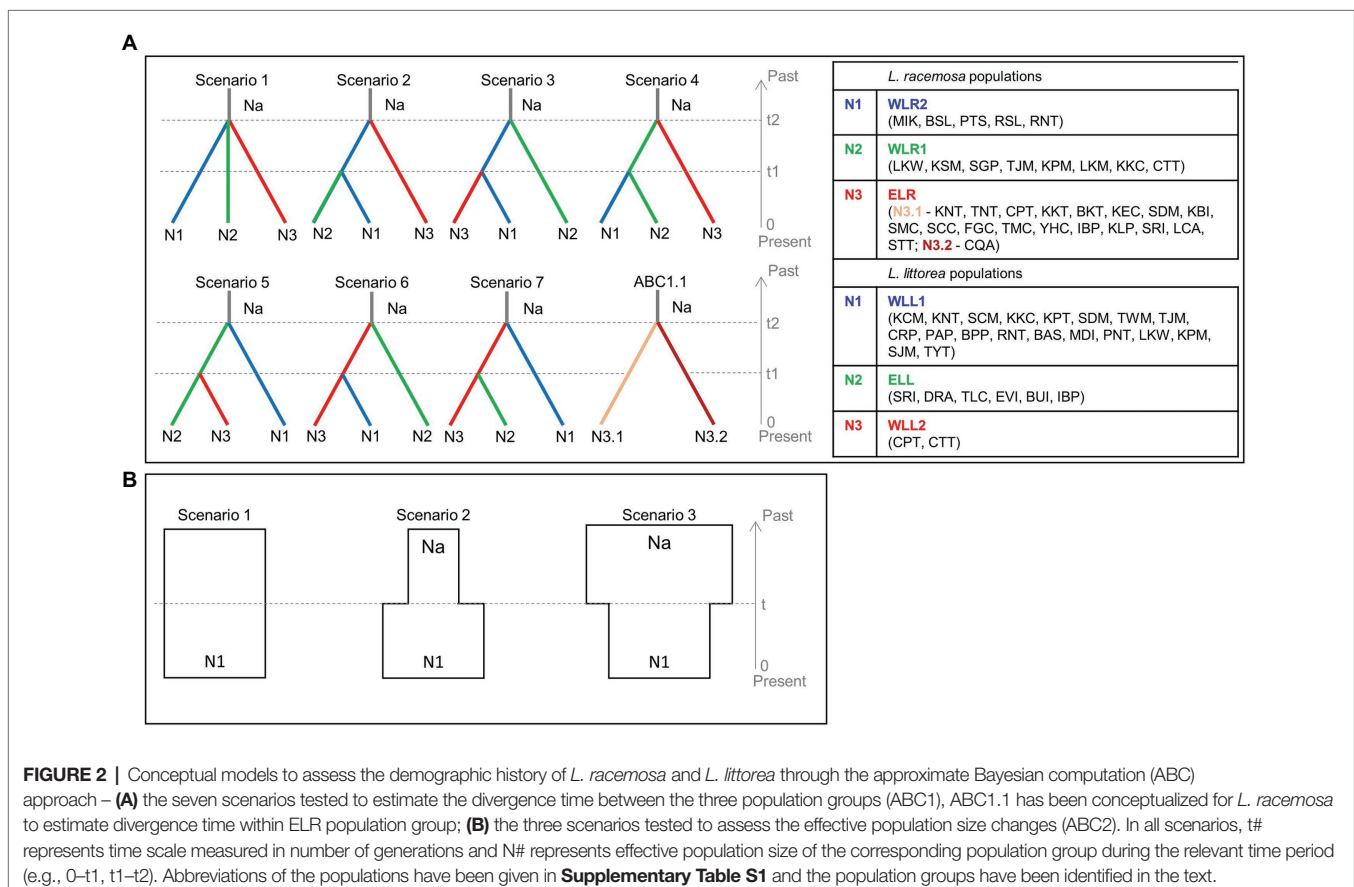 A
Scenario 1 Scenario 2 Scenario 3 Scenario 4
Na Na Na Na
Past
t2
t1
0
N1 N2 N3 N2 N1 N3 N3 N1 N2 N1 N2 N3
Present
Scenario 5 Scenario 6 Scenario 7 ABC1.1
Na Na Na Na
Past
t2
t1
0
N2 N3 N1 N3 N1 N2 N3 N2 N1 N3.1 N3.2
Present
L. racemosa populations
N1 WLR2
(MIK, BSL, PTS, RSL, RNT)
N2 WLR1
(LKW, KSM, SGP, TJM, KPM, LKM, KKC, CTT)
N3 ELR
(N3.1 - KNT, TNT, CPT, KKT, BKT, KEC, SDM, KBI,
SMC, SCC, FGC, TMC, YHC, IBP, KLP, SRI, LCA,
STT; N3.2 - CQA)
L. littorea populations
N1 WLL1
(KCM, KNT, SCM, KKC, KPT, SDM, TWM, TJM,
CRP, PAP, BPP, RNT, BAS, MDI, PNT, LKW, KPM,
SJM, TYT)
N2 ELL
(SRI, DRA, TLC, EVI, BUI, IBP)
N3 WLL2
(CPT, CTT)
B
Scenario 1 Scenario 2 Scenario 3
Past
Na Na
t
N1 N1 N1
0
Present
FIGURE 2 | Conceptual models to assess the demographic history of L. racemosa and L. littorea through the approximate Bayesian computation (ABC)
approach – (A) the seven scenarios tested to estimate the divergence time between the three population groups (ABC1), ABC1.1 has been conceptualized for L. racemosa
to estimate divergence time within ELR population group; (B) the three scenarios tested to assess the effective population size changes (ABC2). In all scenarios, t#
represents time scale measured in number of generations and N# represents effective population size of the corresponding population group during the relevant time period
(e.g., 0–t1, t1–t2). Abbreviations of the populations have been given in Supplementary Table S1 and the population groups have been identified in the text.